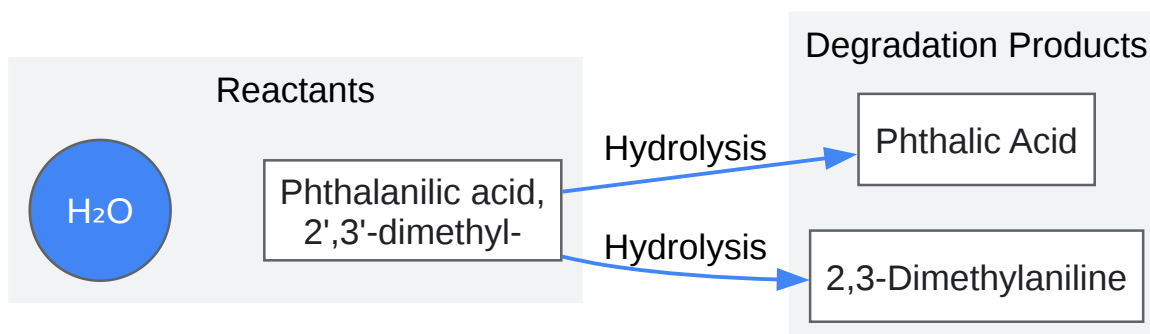 Degradation Products
Reactants
H₂O
Phthalanilic acid,
2',3'-dimethyl-
Hydrolysis
Hydrolysis
Phthalic Acid
2,3-Dimethylaniline